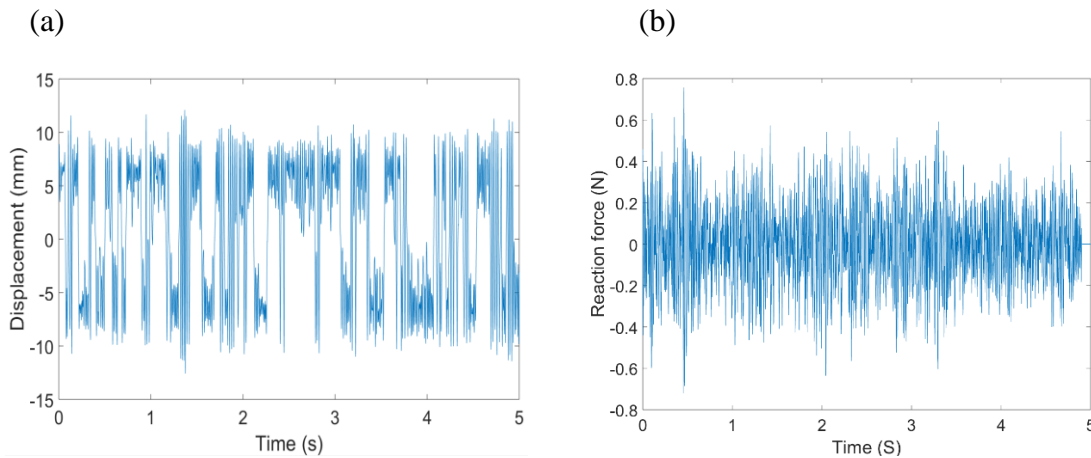 (a)
(b)
Displacement (mm)
15
10
5
0
-5
-10
-15
0 1 2 3 4 5
Time (s)
Reaction force (N)
0.8
0.6
0.4
0.2
0
-0.2
-0.4
-0.6
-0.8
0 1 2 3 4 5
Time (S)